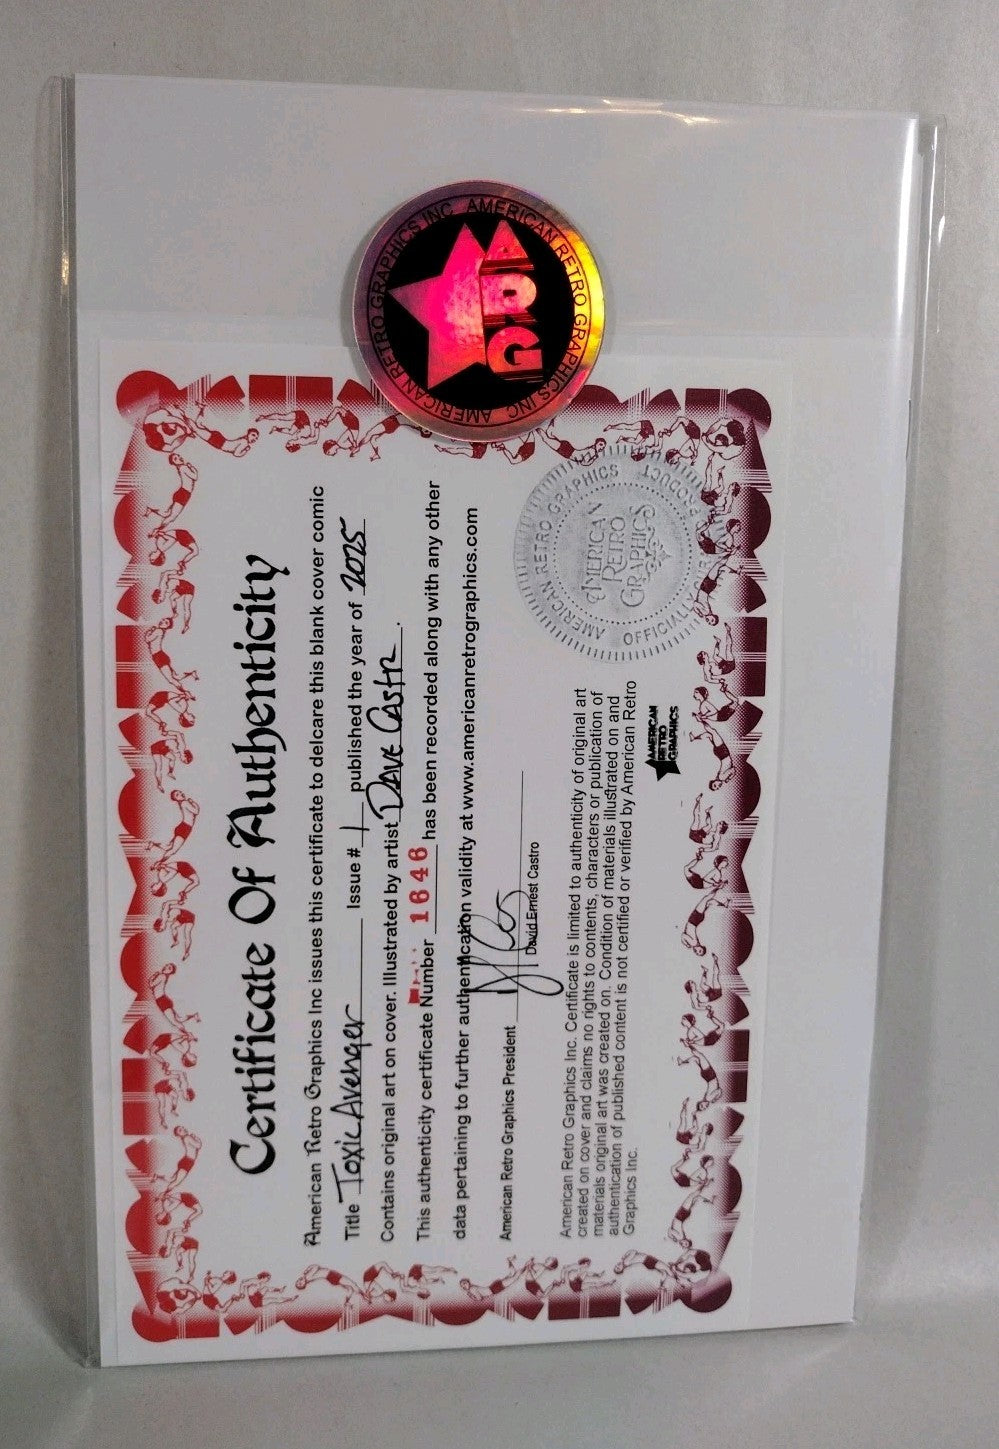 AMERICAN RETRO GRAPHICS INC AMERICAN RETRO GRAPHICS INC
ARG
Certificate Of Authenticity
American Retro Graphics Inc issues this certificate to delcare this blank cover comic
Title Toxic Avenger Issue # 1 published the year of 2025
Contains original art on cover. Illustrated by artist Dave Castr.
This authenticity certificate Number 1646 has been recorded along with any other
data pertaining to further authentication validity at www.americanretrographics.com
American Retro Graphics President
David Ernest Castro
AMERICAN RETRO GRAPHICS
OFFICIALLY PRODUCT
AMERICAN
RETRO
GRAPHICS
American Retro Graphics Inc. Certificate is limited to authenticity of original art
created on cover and claims no rights to contents, characters or publication of
materials original art was created on. Condition of materials illustrated on and
authentication of published content is not certified or verified by American Retro
Graphics Inc.
AMERICAN
RETRO
GRAPHICS